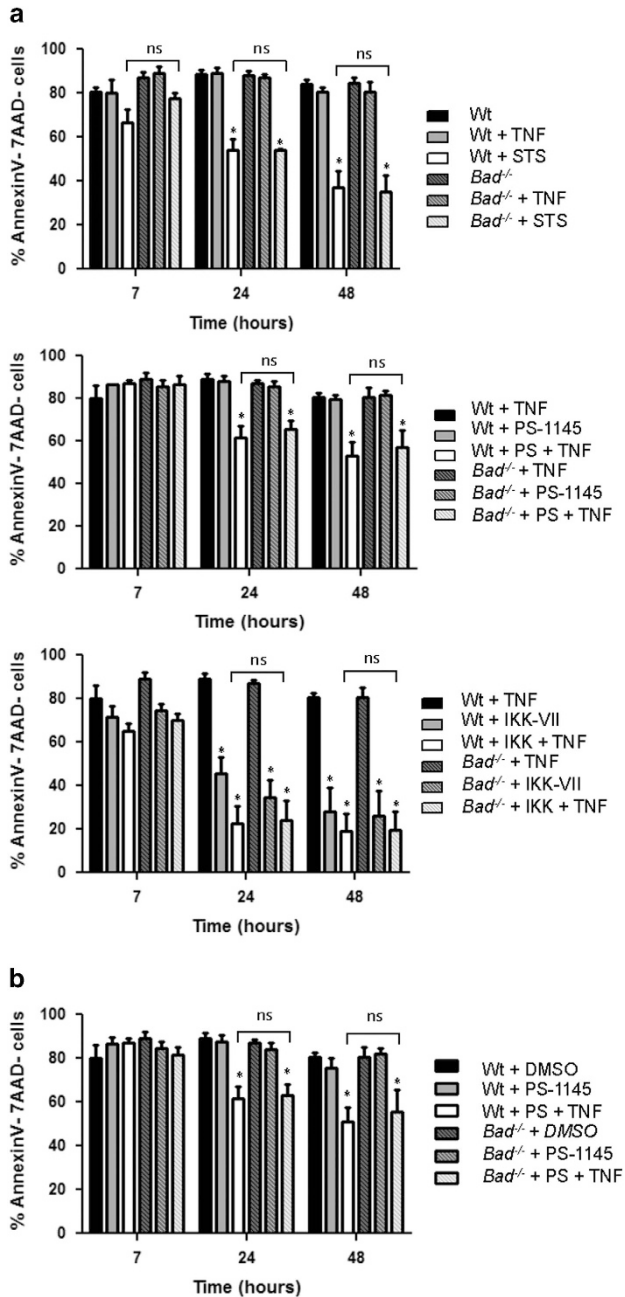 a
ns ns ns
100
80
60
40
20
0
% AnnexinV- 7AAD- cells
* * * *
7 24 48
Time (hours)
Wt
Wt + TNF
Wt + STS
Bad-/-
Bad-/- + TNF
Bad-/- + STS
ns ns
100
80
60
40
20
0
% AnnexinV- 7AAD- cells
* * * *
7 24 48
Time (hours)
Wt + TNF
Wt + PS-1145
Wt + PS + TNF
Bad-/- + TNF
Bad-/- + PS-1145
Bad-/- + PS + TNF
ns ns
100
80
60
40
20
0
% AnnexinV- 7AAD- cells
* * * * * * * *
7 24 48
Time (hours)
Wt + TNF
Wt + IKK-VII
Wt + IKK + TNF
Bad-/- + TNF
Bad-/- + IKK-VII
Bad-/- + IKK + TNF
b
ns ns
100
80
60
40
20
0
% AnnexinV- 7AAD- cells
* * * *
7 24 48
Time (hours)
Wt + DMSO
Wt + PS-1145
Wt + PS + TNF
Bad-/- + DMSO
Bad-/- + PS-1145
Bad-/- + PS + TNF